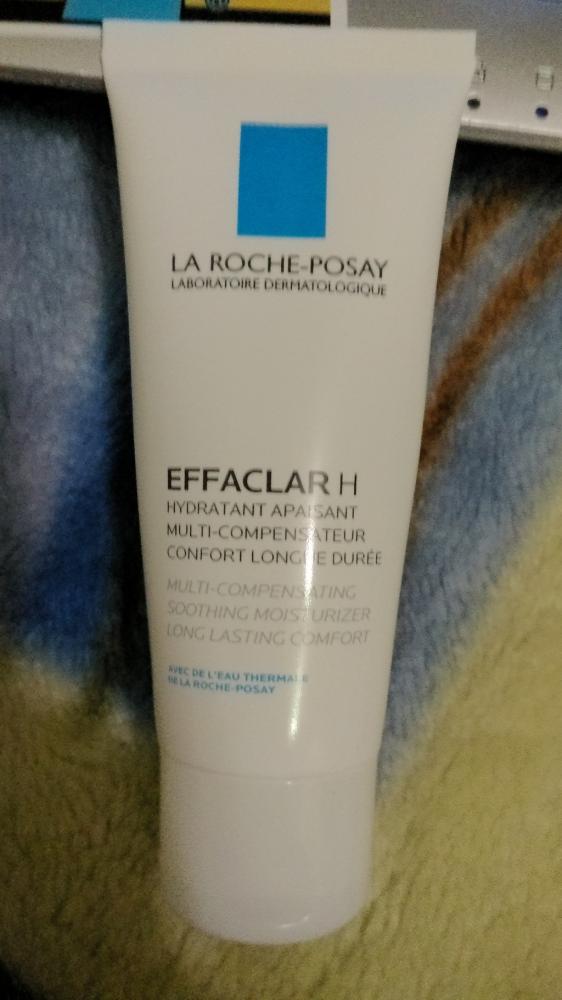 LA ROCHE-POSAY
LABORATOIRE DERMATOLOGIQUE
EFFACLAR H
HYDRATANT APAISANT
MULTI-COMPENSATEUR
CONFORT LONGUE DURÉE
MULTI-COMPENSATING
SOOTHING MOISTURIZER
LONG LASTING COMFORT
AVEC DE L'EAU THERMALE
DE LA ROCHE-POSAY